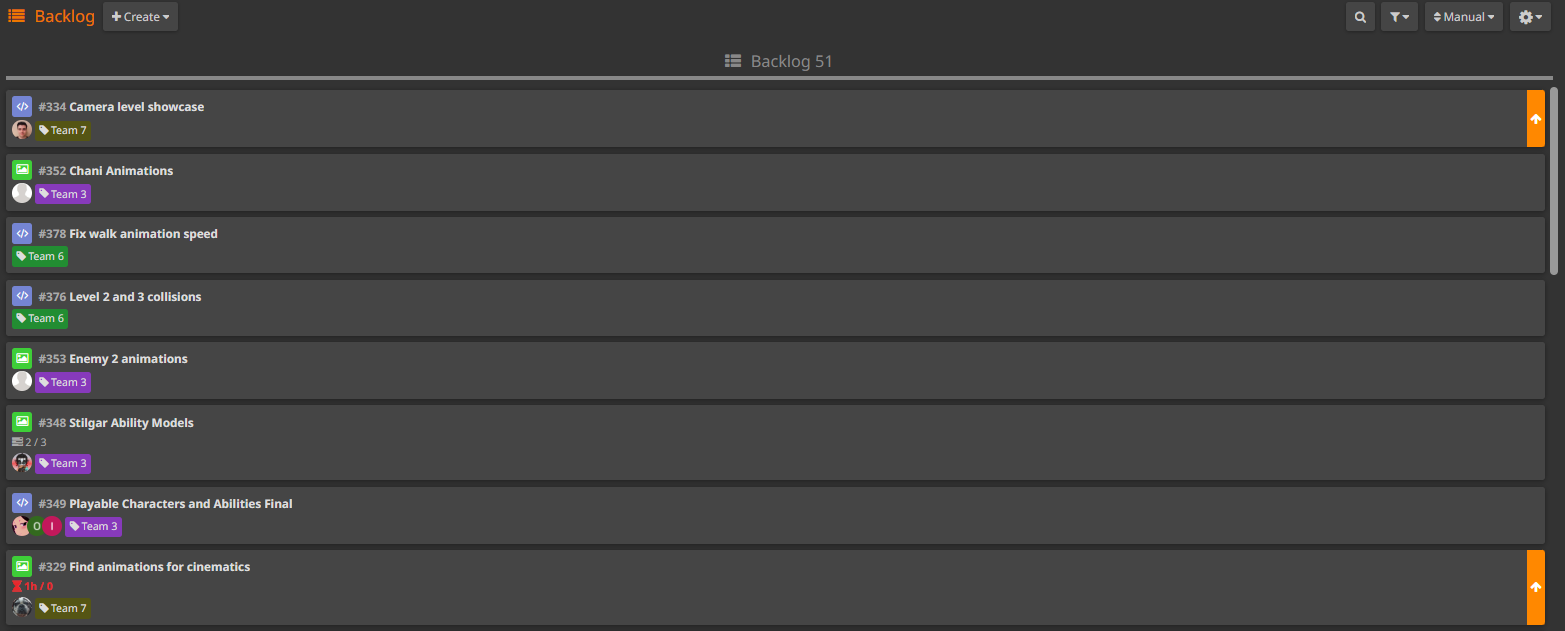 Backlog Create Manual
Backlog 51
#334 Camera level showcase
Team 7
#352 Chani Animations
Team 3
#378 Fix walk animation speed
Team 6
#376 Level 2 and 3 collisions
Team 6
#353 Enemy 2 animations
Team 3
#348 Stilgar Ability Models
2 / 3
Team 3
#349 Playable Characters and Abilities Final
O I Team 3
#329 Find animations for cinematics
1h / 0
Team 7